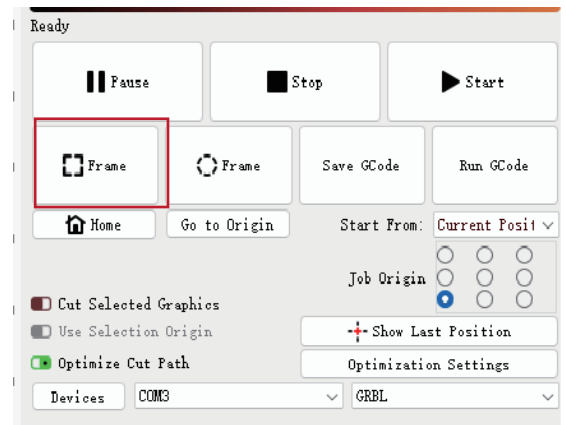 Ready
Pause Stop Start
Frame Frame Save GCode Run GCode
Home Go to Origin Start From: Current Posit
Job Origin
Cut Selected Graphics
Use Selection Origin Show Last Position
Optimize Cut Path Optimization Settings
Devices COM3 GRBL